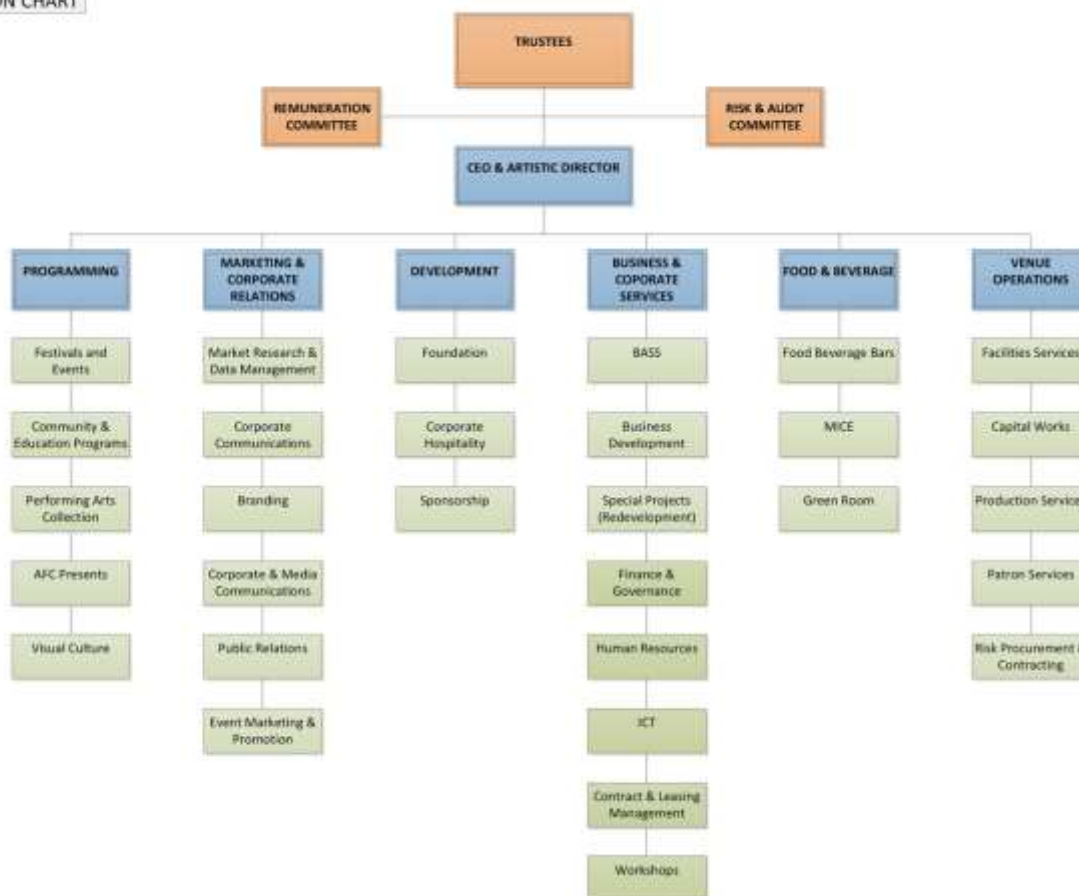 ON CHART
TRUSTEES
REMUNERATION
COMMITTEE
RISK & AUDIT
COMMITTEE
CEO & ARTISTIC DIRECTOR
PROGRAMMING
MARKETING &
CORPORATE
RELATIONS
DEVELOPMENT
BUSINESS &
COPORATE
SERVICES
FOOD & BEVERAGE
VENUE
OPERATIONS
Festivals and
Events
Community &
Education Programs
Performing Arts
Collection
AFC Presents
Visual Culture
Market Research &
Data Management
Corporate
Communications
Branding
Corporate & Media
Communications
Public Relations
Event Marketing &
Promotion
Foundation
Corporate
Hospitality
Sponsorship
BASS
Business
Development
Special Projects
(Redevelopment)
Finance &
Governance
Human Resources
ICT
Contract & Leasing
Management
Workshops
Food Beverage Bars
MICE
Green Room
Facilities Services
Capital Works
Production Service
Patron Services
Risk Procurement &
Contracting